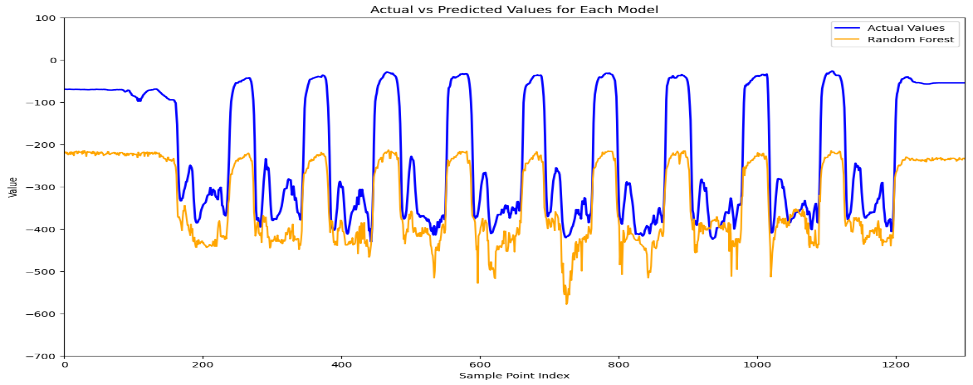 Actual vs Predicted Values for Each Model
100
0
−100
−200
−300
−400
−500
−600
−700
Value
Actual Values
Random Forest
0 200 400 600 800 1000 1200
Sample Point Index